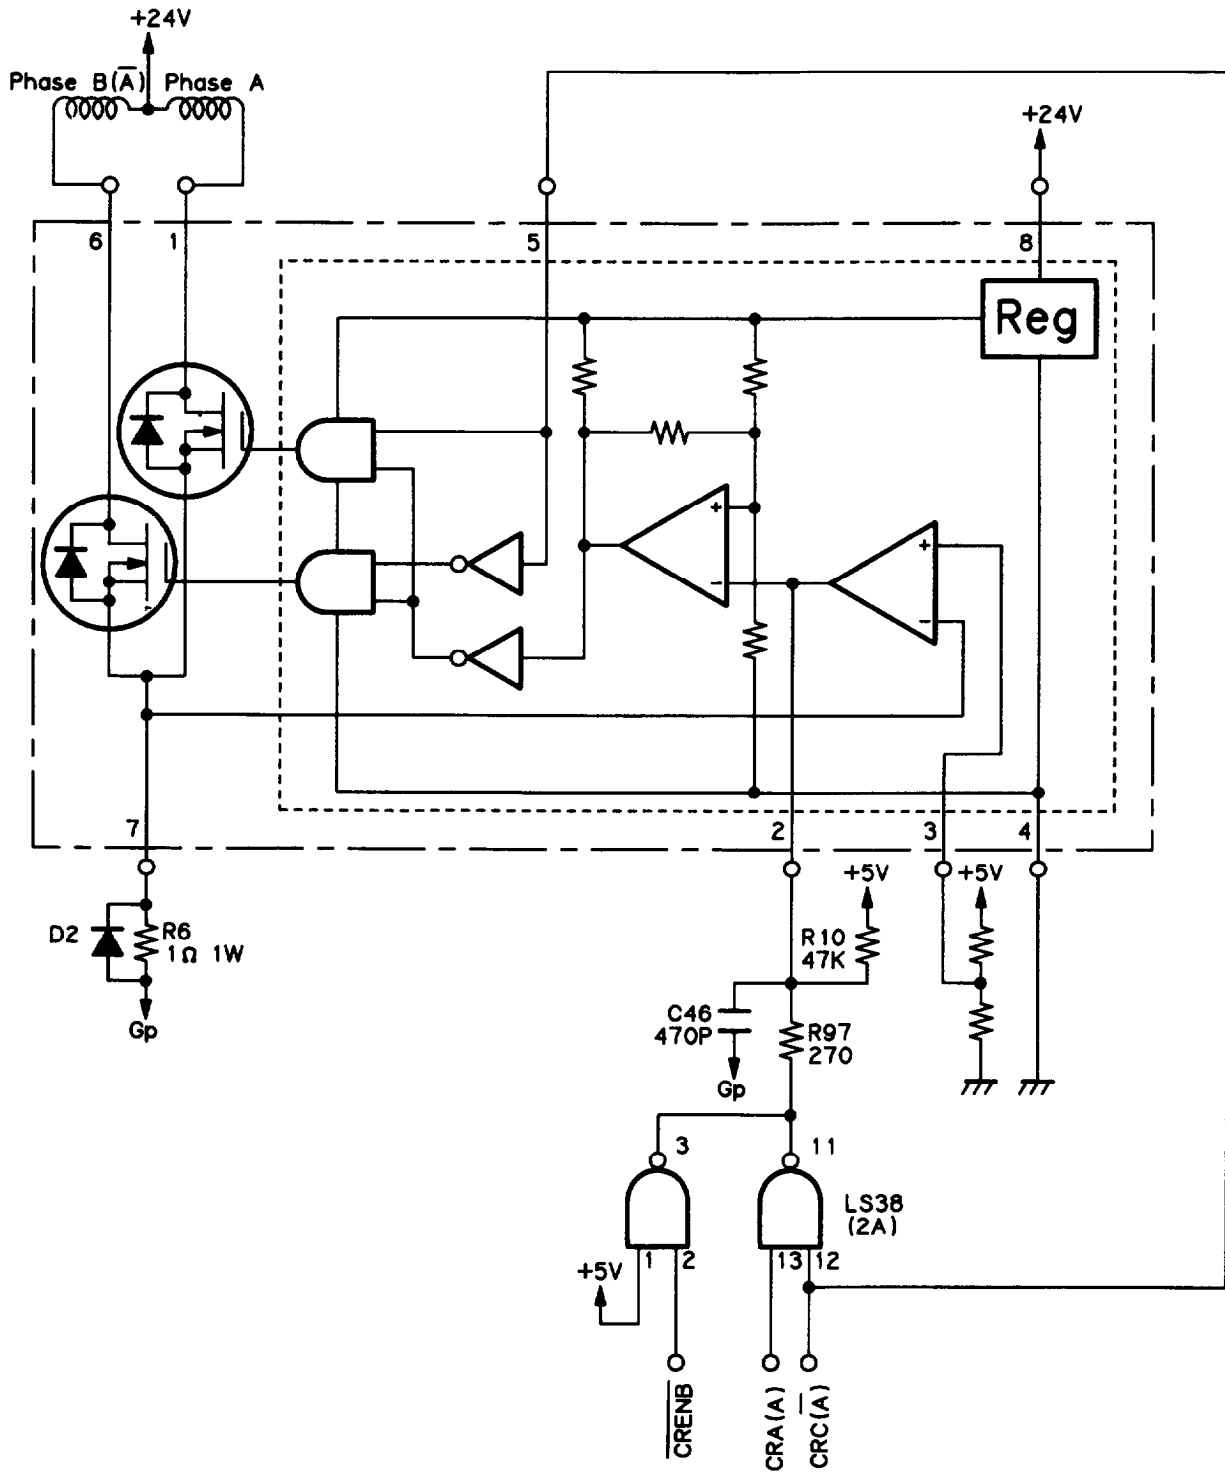 +24V
Phase B(A̅) Phase A
+24V
6
1
5
8
Reg
+
-
+
-
7
2
3
4
+5V
+5V
D2
R6
1Ω 1W
R10
47K
Gp
C46
470P
R97
270
Gp
3
11
LS38
(2A)
1
2
13
12
+5V
C̅R̅E̅N̅B̅
CRA(A)
CRC(A̅)